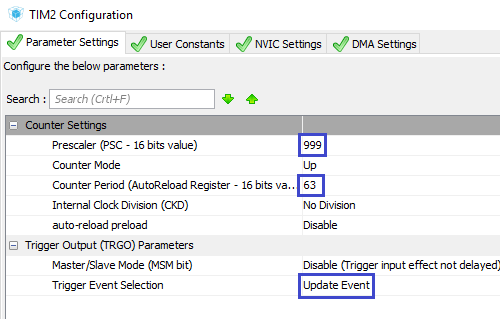 TIM2 Configuration
Parameter Settings User Constants NVIC Settings DMA Settings
Configure the below parameters :
Search : Search (Crtl+F)
Counter Settings
Prescaler (PSC - 16 bits value) 999
Counter Mode Up
Counter Period (AutoReload Register - 16 bits va... 63
Internal Clock Division (CKD) No Division
auto-reload preload Disable
Trigger Output (TRGO) Parameters
Master/Slave Mode (MSM bit) Disable (Trigger input effect not delayed)
Trigger Event Selection Update Event